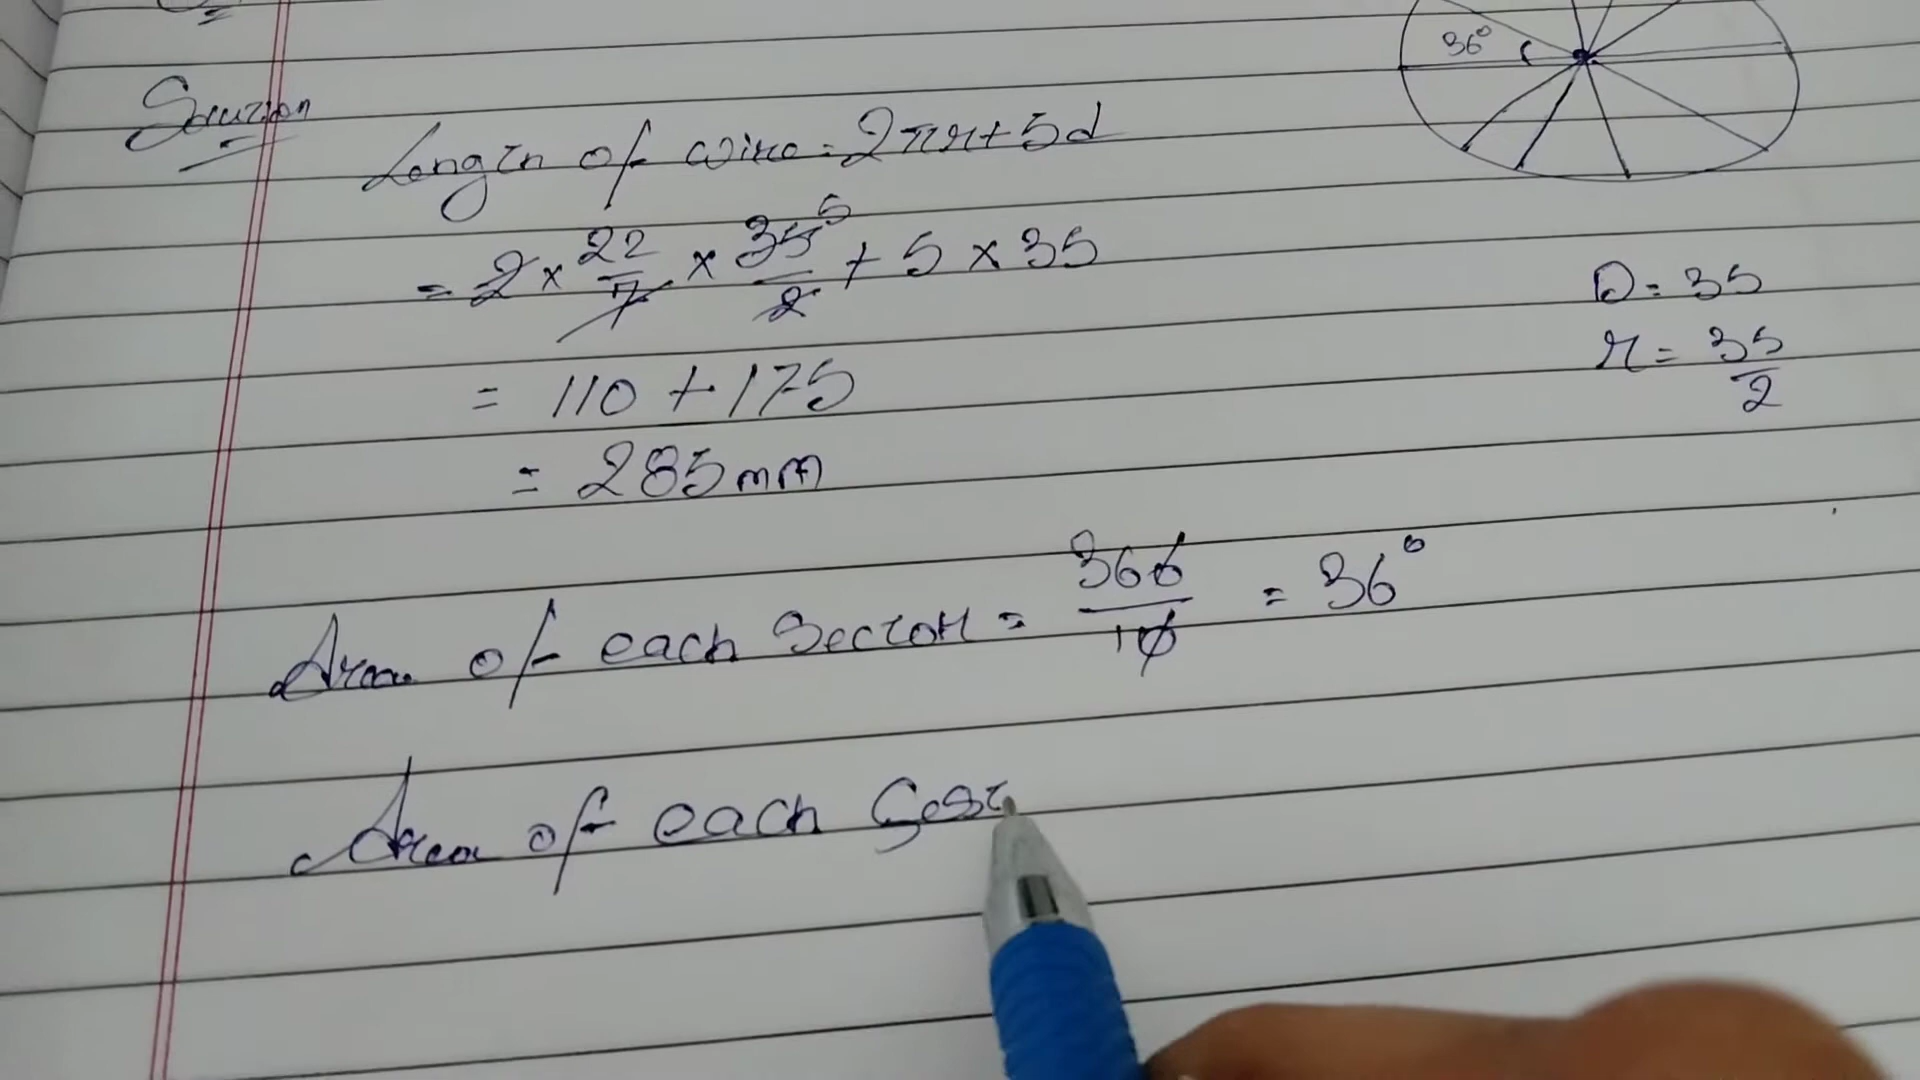 36°
Solution
Length of wire = 2πr + 5d
= 2 × 22/7 × 35/2 5 + 5 × 35
D = 35
r = 35/2
= 110 + 175
= 285 mm
Area of each Sector = 360/10 = 36°
Area of each